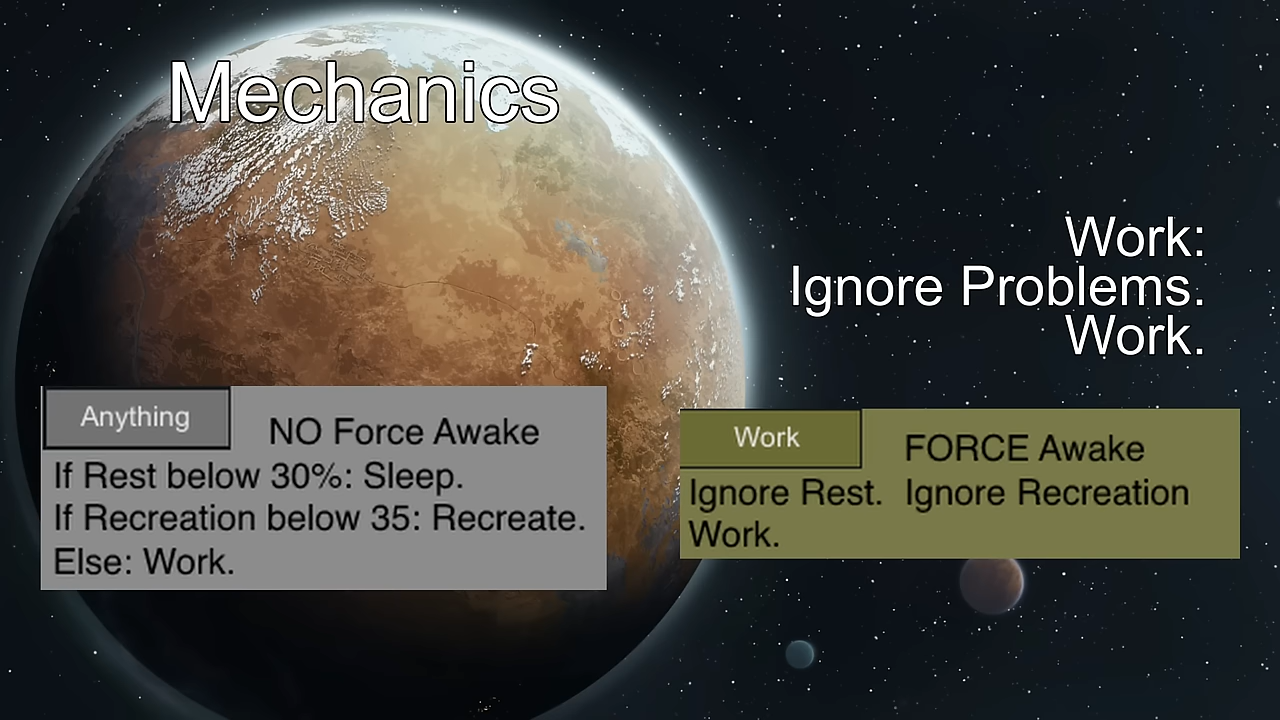 Mechanics
Work:
Ignore Problems.
Work.
Anything
NO Force Awake
If Rest below 30%: Sleep.
If Recreation below 35: Recreate.
Else: Work.
Work
FORCE Awake
Ignore Rest. Ignore Recreation
Work.